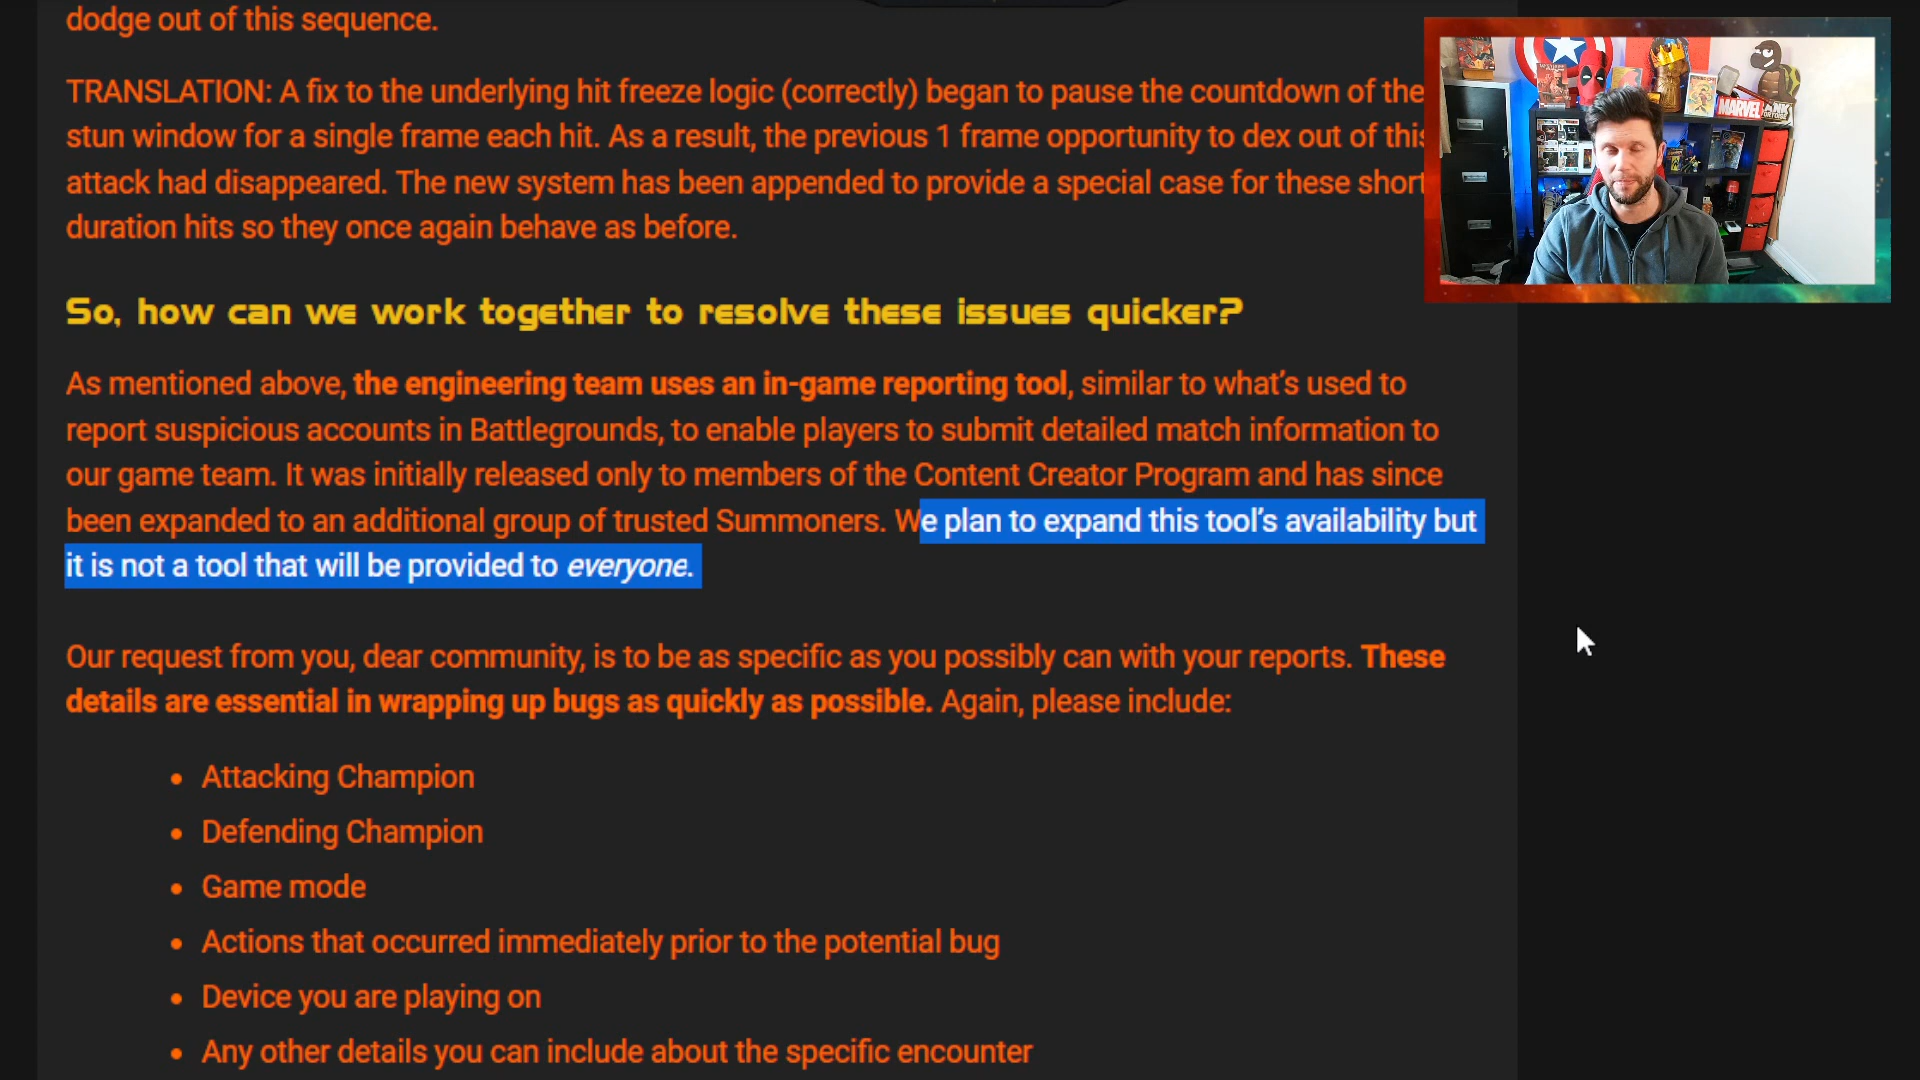 dodge out of this sequence.
TRANSLATION: A fix to the underlying hit freeze logic (correctly) began to pause the countdown of the
stun window for a single frame each hit. As a result, the previous 1 frame opportunity to dex out of this
attack had disappeared. The new system has been appended to provide a special case for these short
duration hits so they once again behave as before.
So, how can we work together to resolve these issues quicker?
As mentioned above, the engineering team uses an in-game reporting tool, similar to what's used to
report suspicious accounts in Battlegrounds, to enable players to submit detailed match information to
our game team. It was initially released only to members of the Content Creator Program and has since
been expanded to an additional group of trusted Summoners. We plan to expand this tool's availability but
it is not a tool that will be provided to everyone.
Our request from you, dear community, is to be as specific as you possibly can with your reports. These
details are essential in wrapping up bugs as quickly as possible. Again, please include:
• Attacking Champion
• Defending Champion
• Game mode
• Actions that occurred immediately prior to the potential bug
• Device you are playing on
• Any other details you can include about the specific encounter
MARVEL